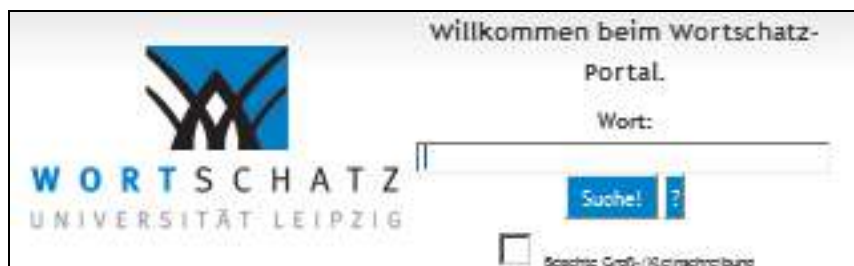 Willkommen beim Wortschatz-
Portal.
Wort:
WORTSCHATZ
UNIVERSITÄT LEIPZIG
Suche! ?